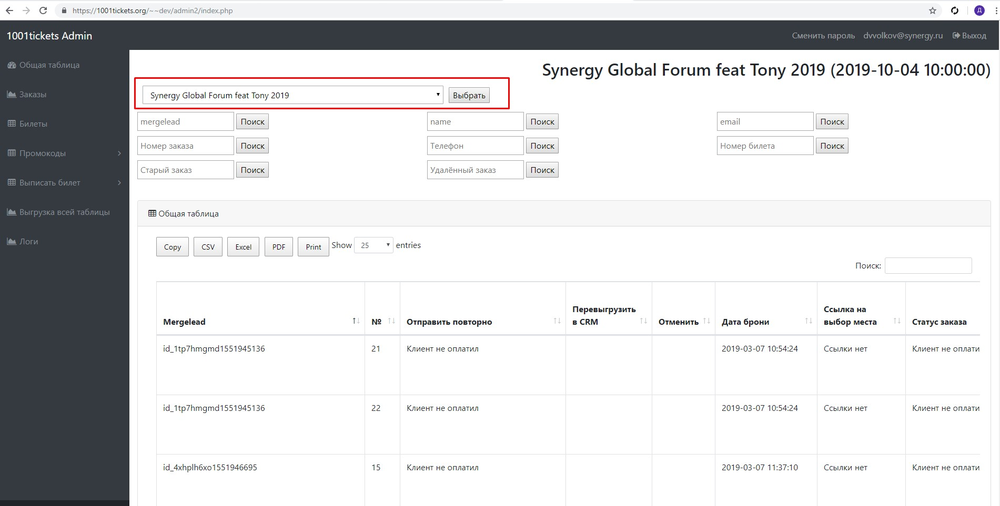 https://1001tickets.org/~~dev/admin2/index.php
Д
1001tickets Admin
Сменить пароль dvvolkov@synergy.ru Выход
Общая таблица
Заказы
Билеты
Промокоды
Выписать билет
Выгрузка всей таблицы
Логи
Synergy Global Forum feat Tony 2019 (2019-10-04 10:00:00)
Synergy Global Forum feat Tony 2019 Выбрать
mergelead Поиск name Поиск email Поиск
Номер заказа Поиск Телефон Поиск Номер билета Поиск
Старый заказ Поиск Удалённый заказ Поиск
Общая таблица
Copy CSV Excel PDF Print Show 25 entries
Поиск:
Mergelead № Отправить повторно Перевыгрузить в CRM Отменить Дата брони Ссылка на выбор места Статус заказа
id_1tp7hmgmd1551945136 21 Клиент не оплатил 2019-03-07 10:54:24 Ссылки нет Клиент не оплати
id_1tp7hmgmd1551945136 22 Клиент не оплатил 2019-03-07 10:54:24 Ссылки нет Клиент не оплати
id_4xhplh6xo1551946695 15 Клиент не оплатил 2019-03-07 11:37:10 Ссылки нет Клиент не оплати